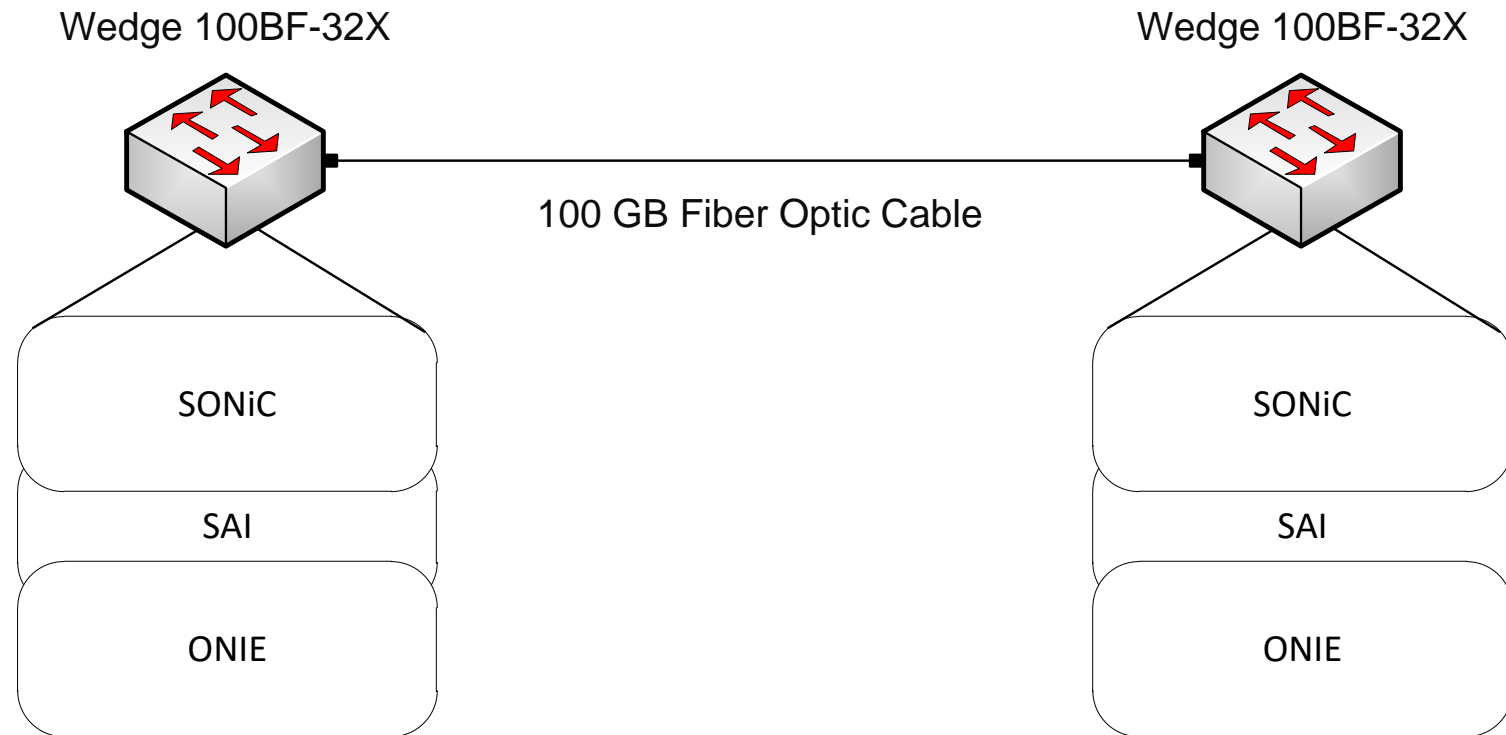 Wedge 100BF-32X
Wedge 100BF-32X
100 GB Fiber Optic Cable
SONiC
SAI
ONIE
SONiC
SAI
ONIE